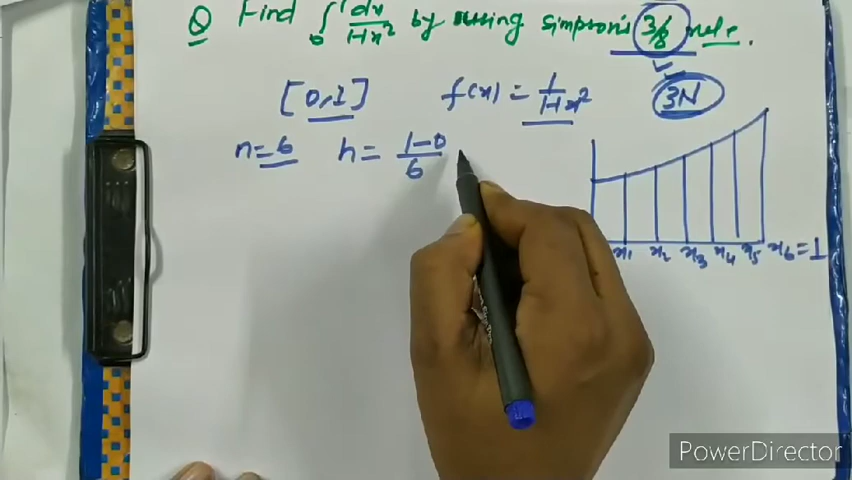 Q Find ∫₀¹ dx/1+x² by using simpson's 3/8 rule.
[0,1] f(x) = 1/1+x² 3N
n=6 h= 1-0/6
x₁ x₂ x₃ x₄ x₅ x₆=1
PowerDirector